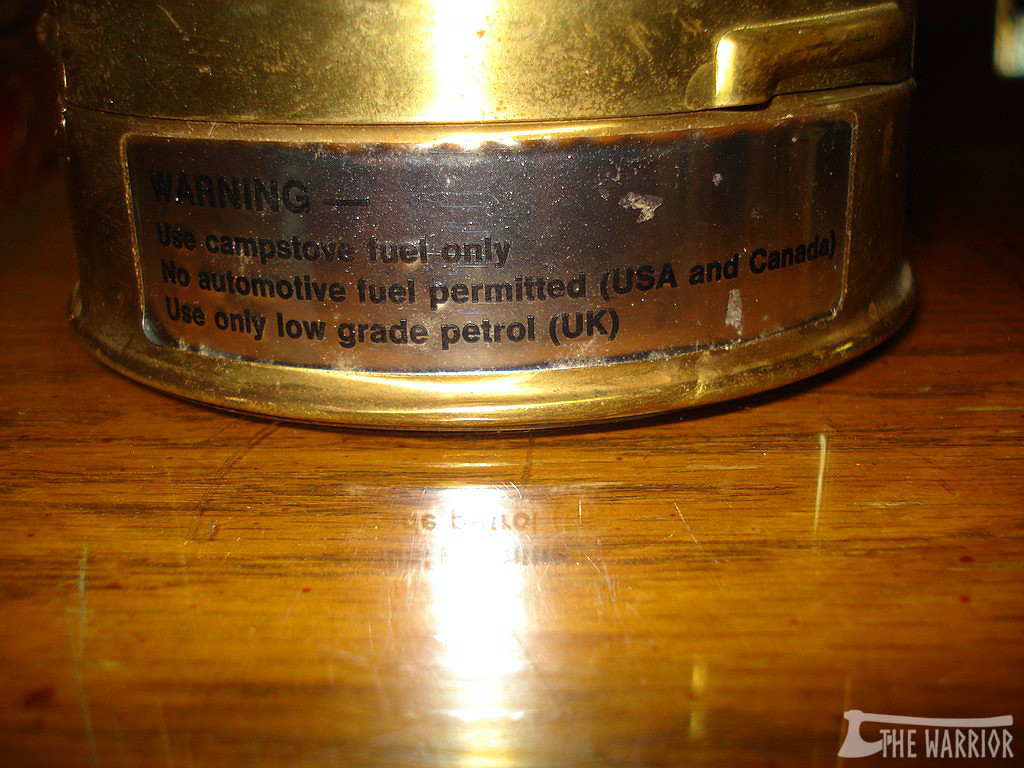 WARNING —
Use campstove fuel only
No automotive fuel permitted (USA and Canada)
Use only low grade petrol (UK)
THE WARRIOR